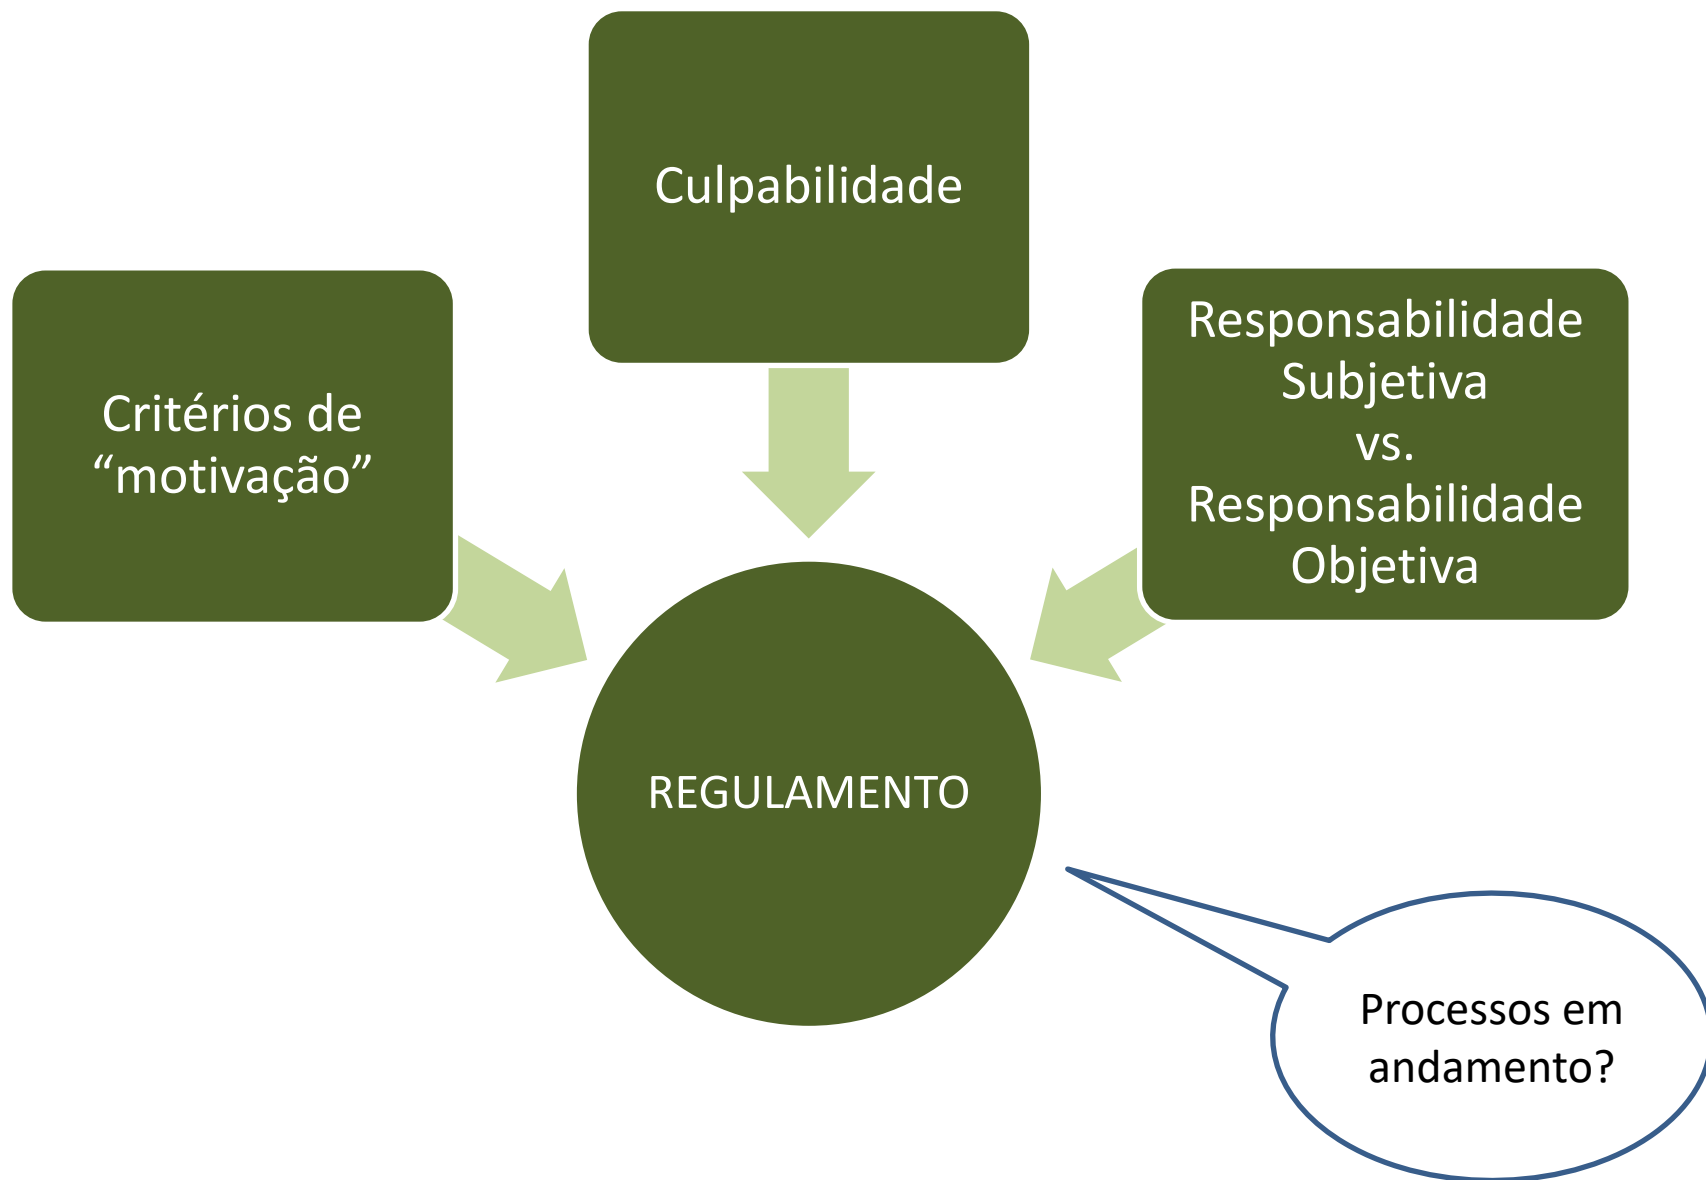 Culpabilidade
Critérios de
“motivação”
Responsabilidade
Subjetiva
vs.
Responsabilidade
Objetiva
REGULAMENTO
Processos em
andamento?